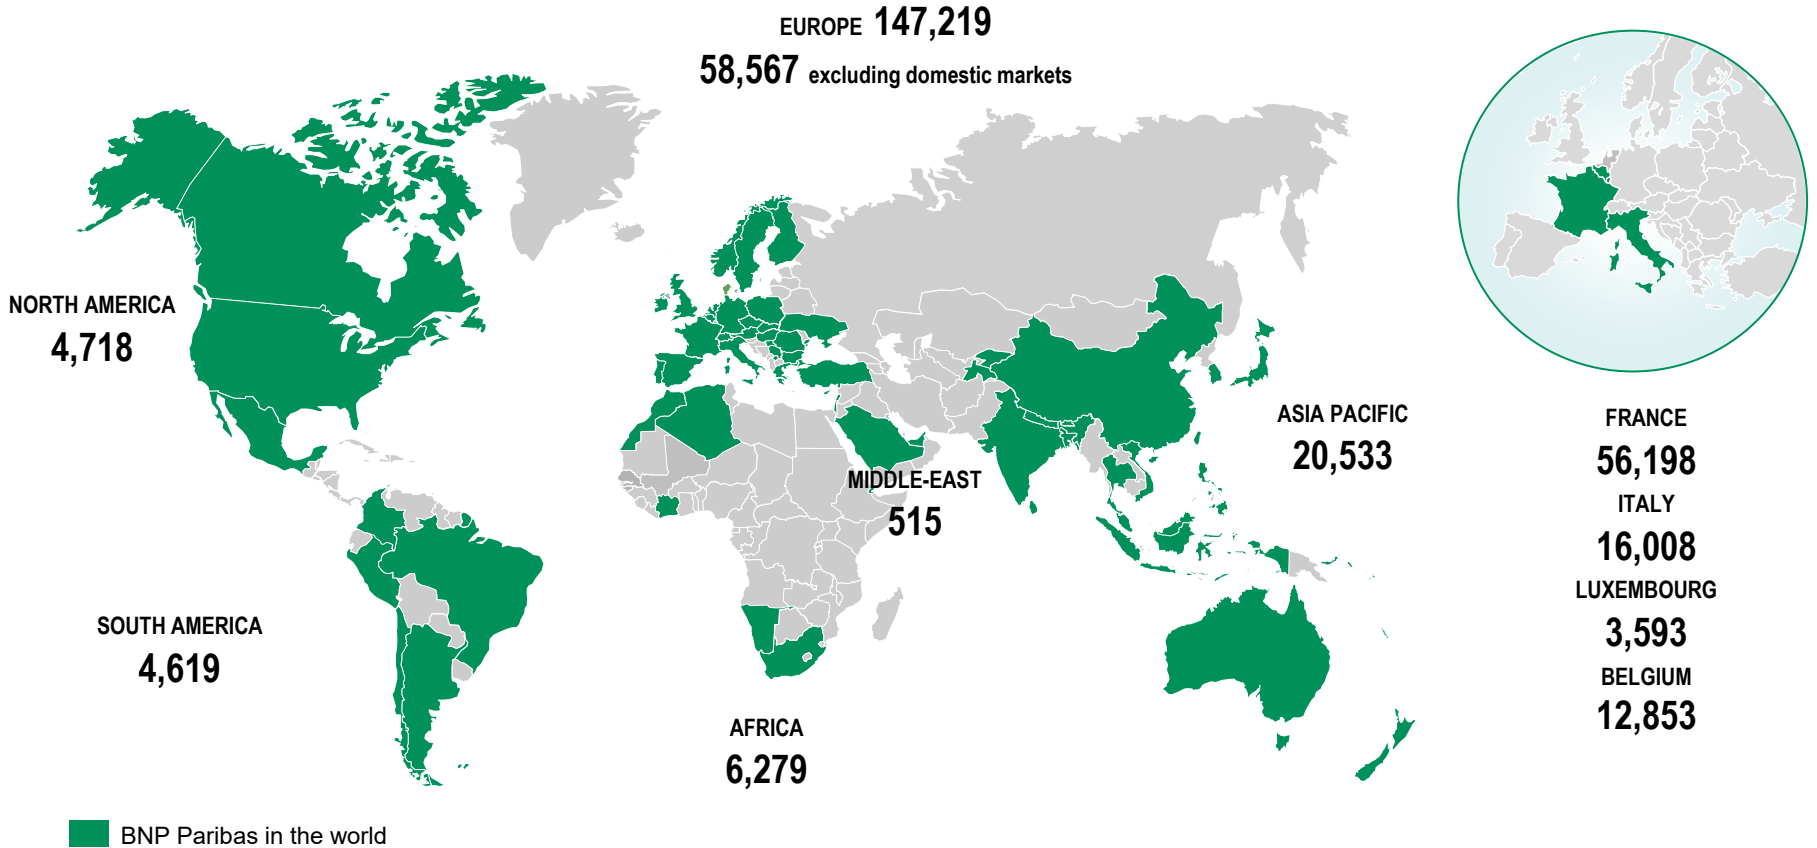 EUROPE 147,219
58,567 excluding domestic markets
NORTH AMERICA
4,718
ASIA PACIFIC
20,533
MIDDLE-EAST
515
SOUTH AMERICA
4,619
AFRICA
6,279
FRANCE
56,198
ITALY
16,008
LUXEMBOURG
3,593
BELGIUM
12,853
BNP Paribas in the world